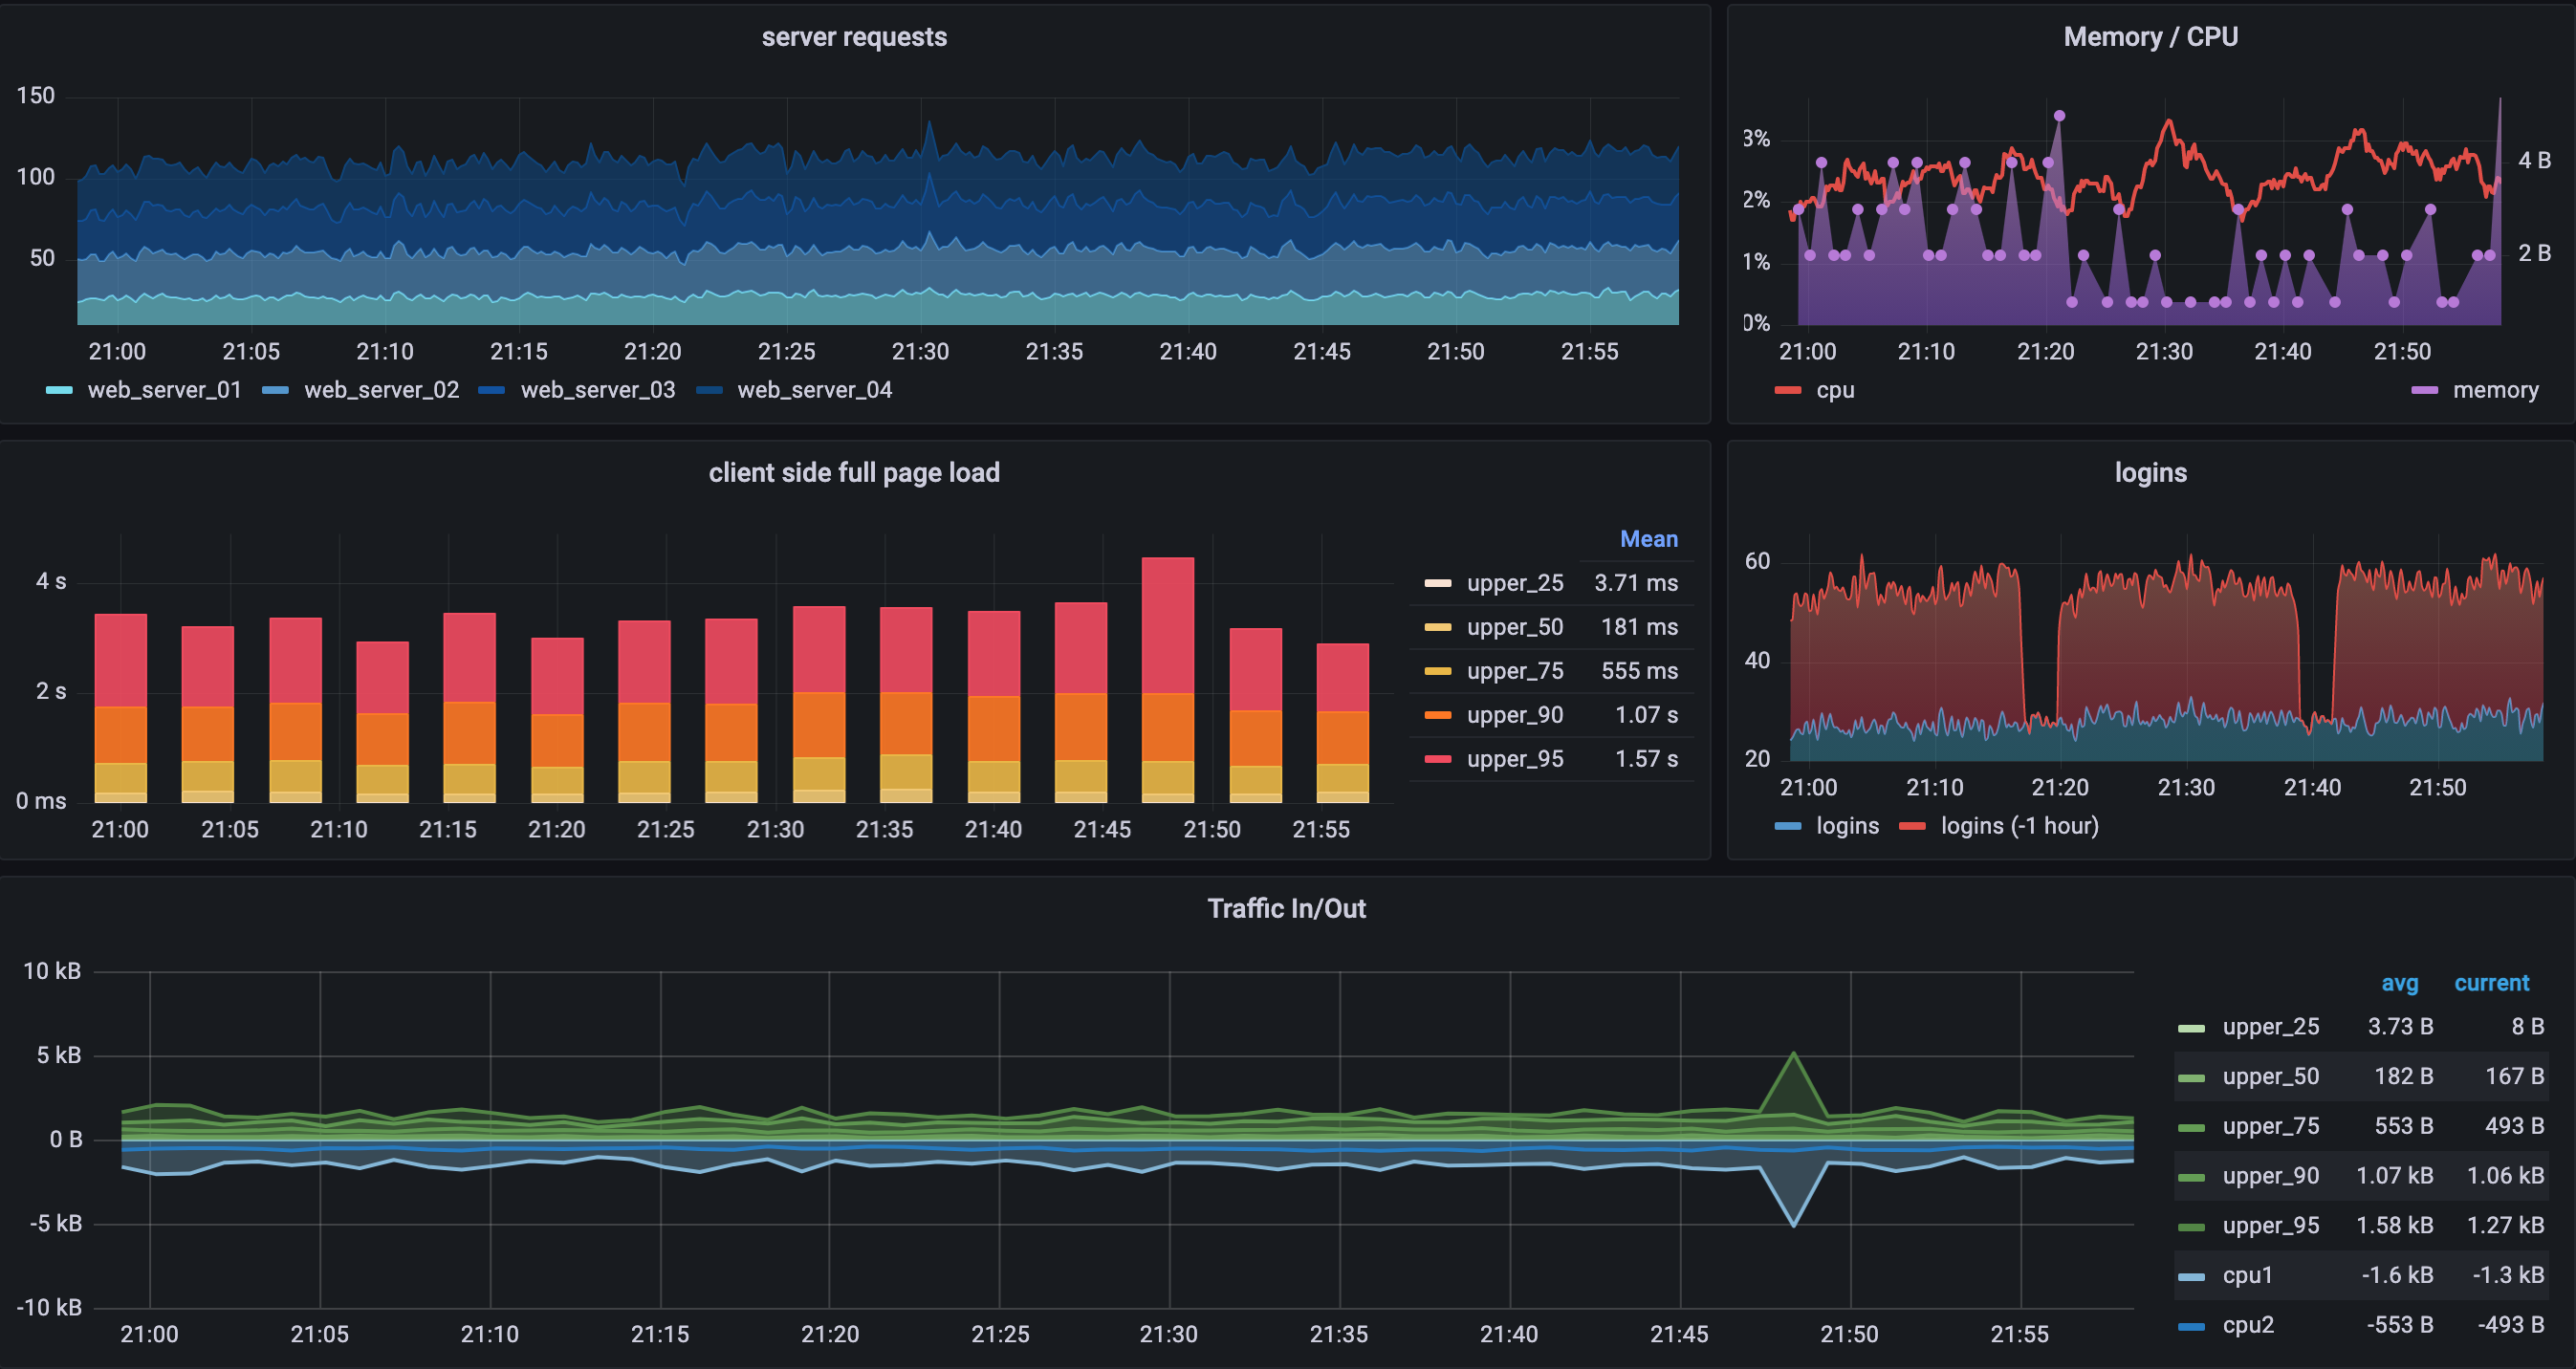 server requests
150
100
50
21:00 21:05 21:10 21:15 21:20 21:25 21:30 21:35 21:40 21:45 21:50 21:55
web_server_01 web_server_02 web_server_03 web_server_04
Memory / CPU
3%
2%
1%
0%
4 B
2 B
21:00 21:10 21:20 21:30 21:40 21:50
cpu memory
client side full page load
4 s
2 s
0 ms
21:00 21:05 21:10 21:15 21:20 21:25 21:30 21:35 21:40 21:45 21:50 21:55
Mean
upper_25 3.71 ms
upper_50 181 ms
upper_75 555 ms
upper_90 1.07 s
upper_95 1.57 s
logins
60
40
20
21:00 21:10 21:20 21:30 21:40 21:50
logins logins (-1 hour)
Traffic In/Out
10 kB
5 kB
0 B
-5 kB
-10 kB
21:00 21:05 21:10 21:15 21:20 21:25 21:30 21:35 21:40 21:45 21:50 21:55
avg current
upper_25 3.73 B 8 B
upper_50 182 B 167 B
upper_75 553 B 493 B
upper_90 1.07 kB 1.06 kB
upper_95 1.58 kB 1.27 kB
cpu1 -1.6 kB -1.3 kB
cpu2 -553 B -493 B